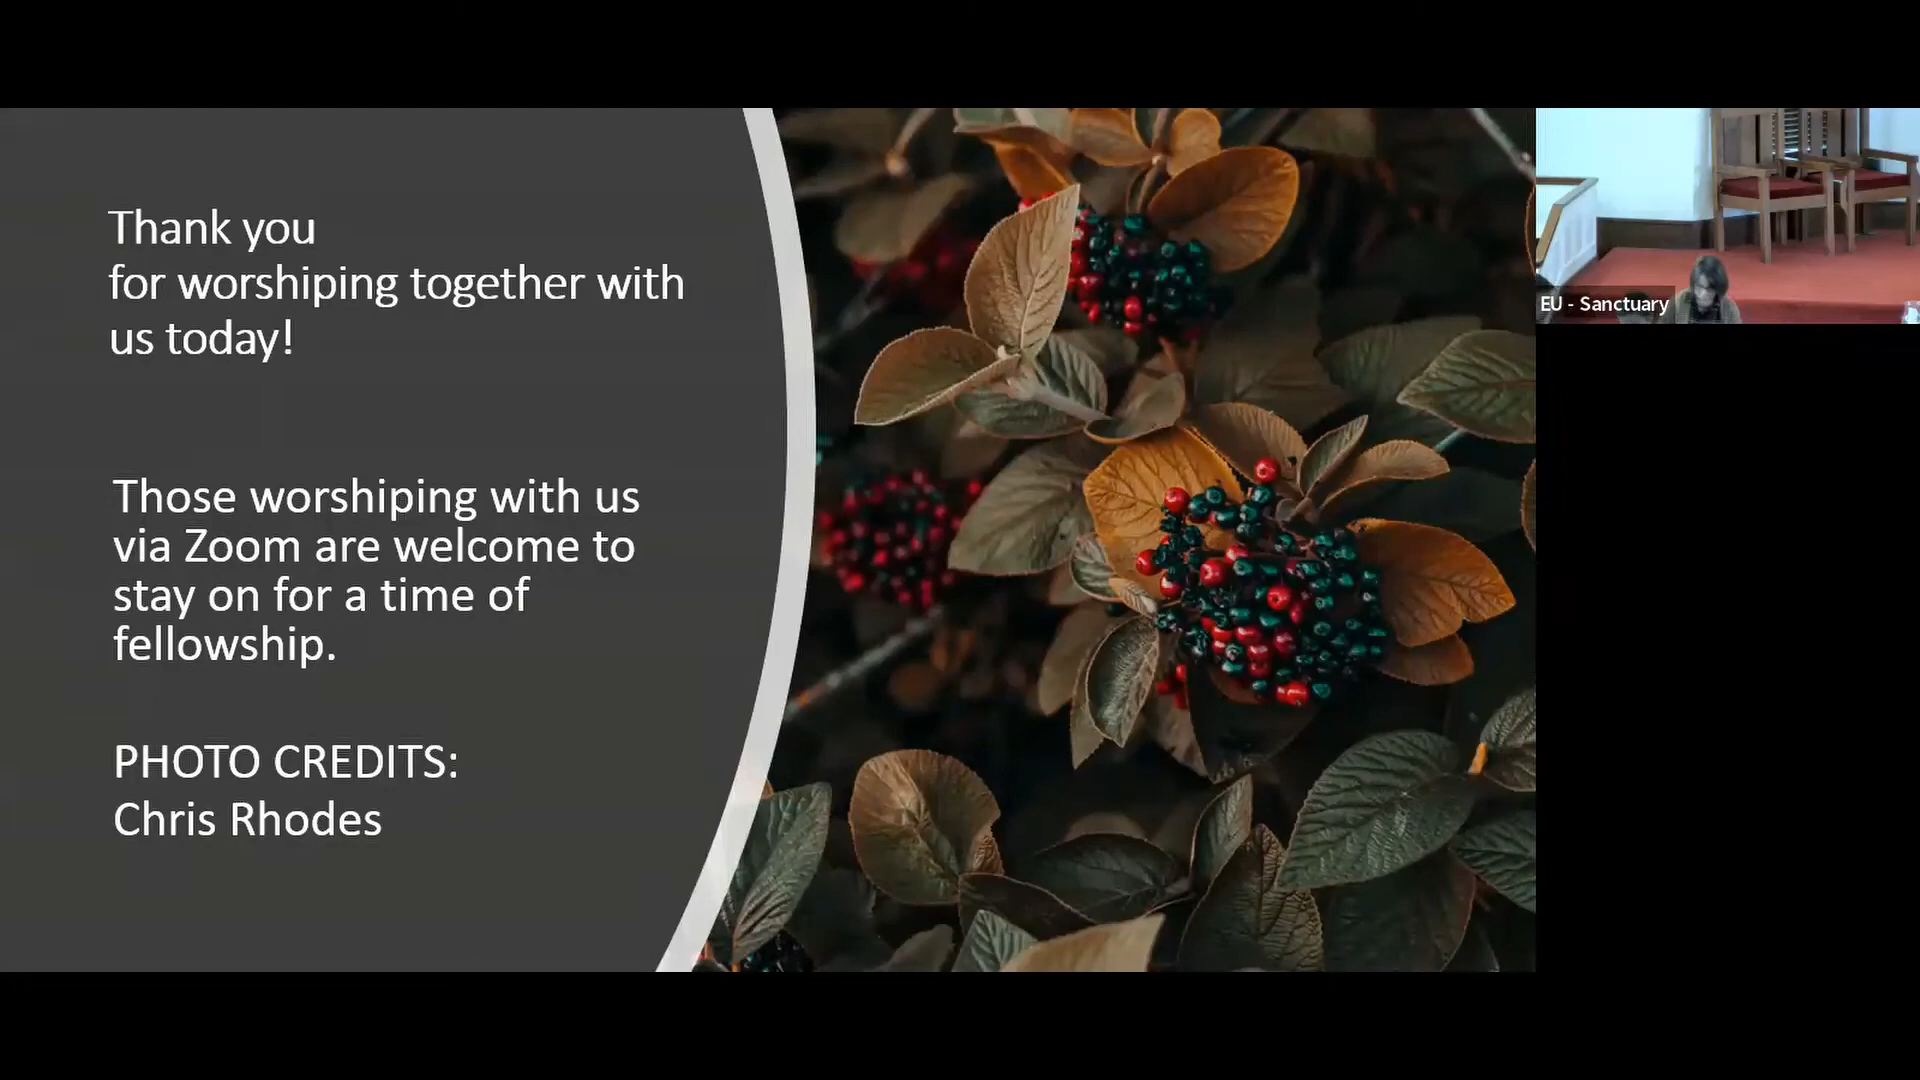 Thank you
for worshiping together with
us today!
Those worshiping with us
via Zoom are welcome to
stay on for a time of
fellowship.
PHOTO CREDITS:
Chris Rhodes
EU - Sanctuary